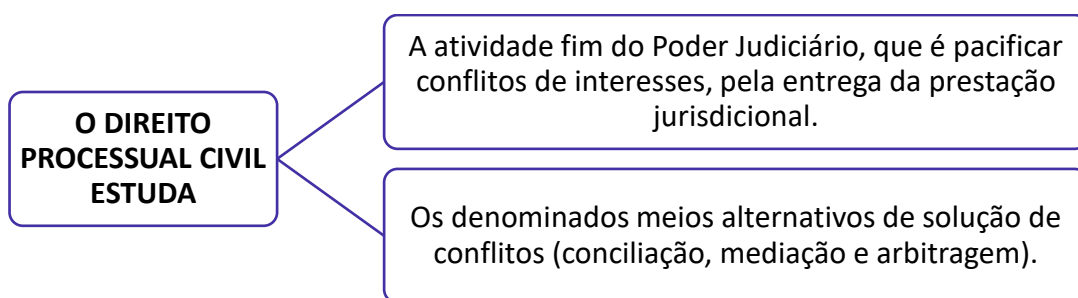 O DIREITO
PROCESSUAL CIVIL
ESTUDA
A atividade fim do Poder Judiciário, que é pacificar
conflitos de interesses, pela entrega da prestação
jurisdicional.
Os denominados meios alternativos de solução de
conflitos (conciliação, mediação e arbitragem).